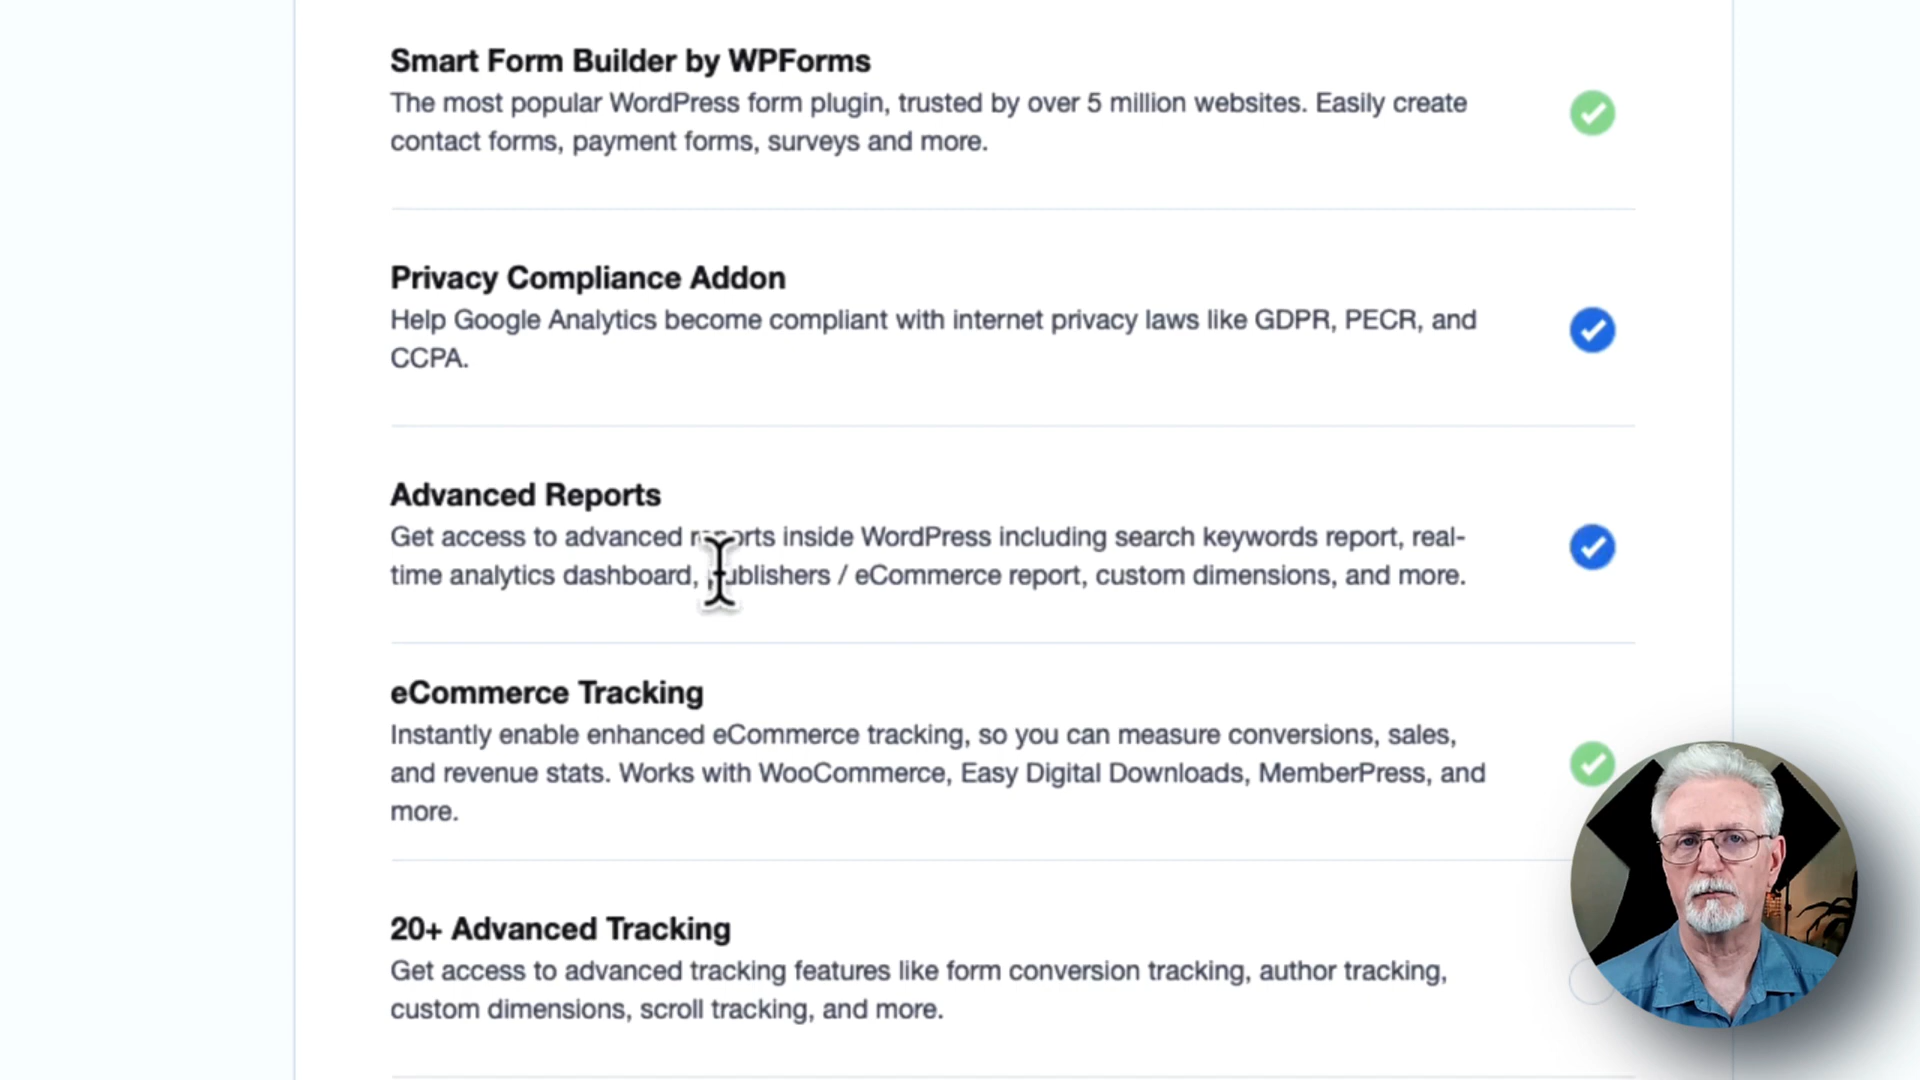 Smart Form Builder by WPForms
The most popular WordPress form plugin, trusted by over 5 million websites. Easily create
contact forms, payment forms, surveys and more.
Privacy Compliance Addon
Help Google Analytics become compliant with internet privacy laws like GDPR, PECR, and
CCPA.
Advanced Reports
Get access to advanced reports inside WordPress including search keywords report, real-
time analytics dashboard, publishers / eCommerce report, custom dimensions, and more.
eCommerce Tracking
Instantly enable enhanced eCommerce tracking, so you can measure conversions, sales,
and revenue stats. Works with WooCommerce, Easy Digital Downloads, MemberPress, and
more.
20+ Advanced Tracking
Get access to advanced tracking features like form conversion tracking, author tracking,
custom dimensions, scroll tracking, and more.